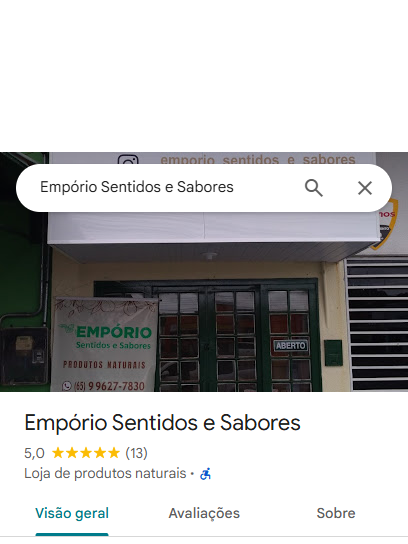 emporio_sentidos_e_sabores
Empório Sentidos e Sabores
EMPÓRIO
Sentidos e Sabores
PRODUTOS NATURAIS
(65) 9 9627-7830
ABERTO
Empório Sentidos e Sabores
5,0 (13)
Loja de produtos naturais •
Visão geral Avaliações Sobre